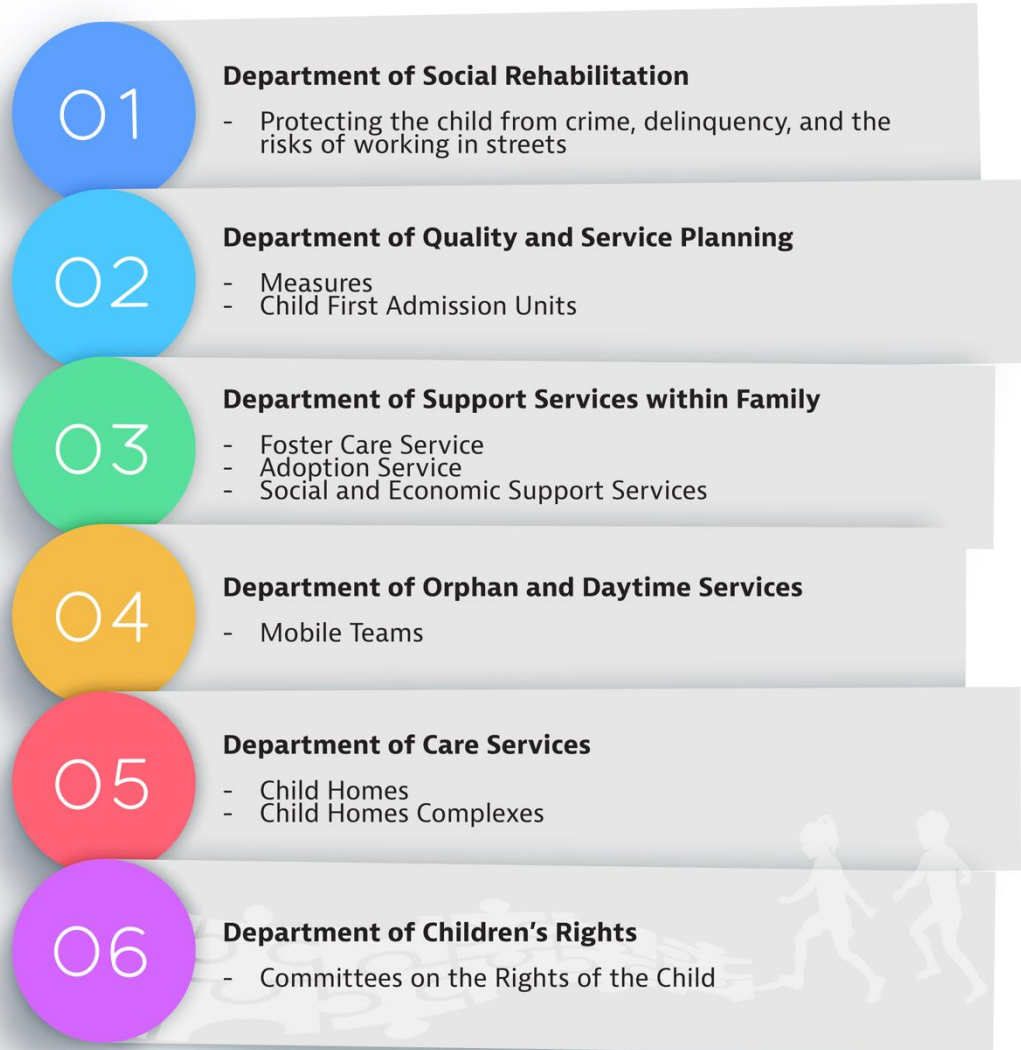 01
Department of Social Rehabilitation
- Protecting the child from crime, delinquency, and the
risks of working in streets
02
Department of Quality and Service Planning
- Measures
- Child First Admission Units
03
Department of Support Services within Family
- Foster Care Service
- Adoption Service
- Social and Economic Support Services
04
Department of Orphan and Daytime Services
- Mobile Teams
05
Department of Care Services
- Child Homes
- Child Homes Complexes
06
Department of Children's Rights
- Committees on the Rights of the Child